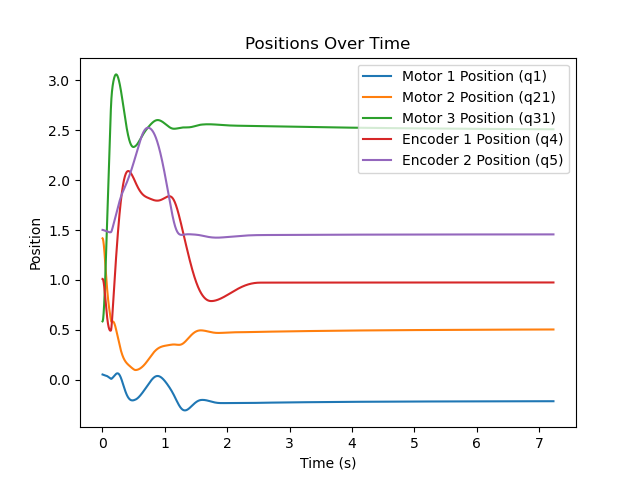 Positions Over Time
Motor 1 Position (q1)
Motor 2 Position (q21)
Motor 3 Position (q31)
Encoder 1 Position (q4)
Encoder 2 Position (q5)
Position
3.0
2.5
2.0
1.5
1.0
0.5
0.0
0 1 2 3 4 5 6 7
Time (s)